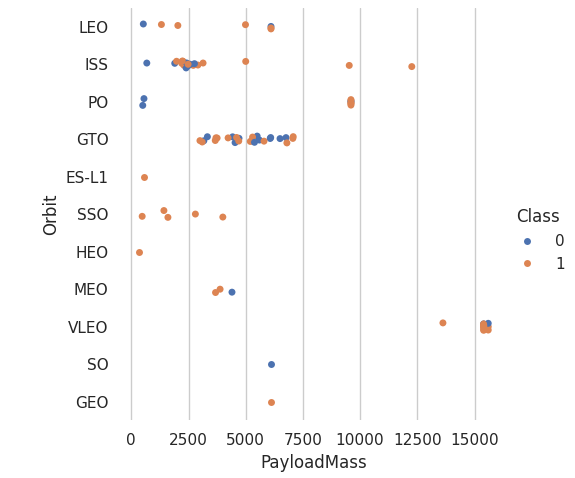 LEO
ISS
PO
GTO
ES-L1
SSO
HEO
MEO
VLEO
SO
GEO
Orbit
0 2500 5000 7500 10000 12500 15000
PayloadMass
Class
0
1